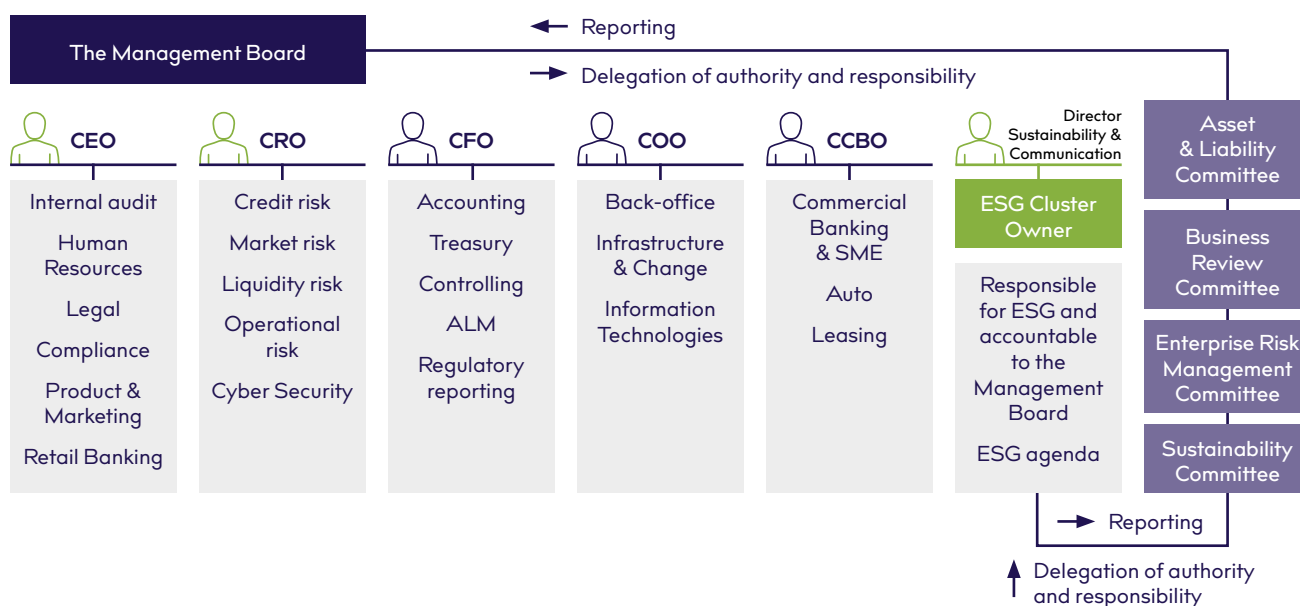 The Management Board
Reporting
Delegation of authority and responsibility
CEO
Internal audit
Human
Resources
Legal
Compliance
Product &
Marketing
Retail Banking
CRO
Credit risk
Market risk
Liquidity risk
Operational
risk
Cyber Security
CFO
Accounting
Treasury
Controlling
ALM
Regulatory
reporting
COO
Back-office
Infrastructure
& Change
Information
Technologies
CCBO
Commercial
Banking
& SME
Auto
Leasing
Director
Sustainability &
Communication
ESG Cluster
Owner
Responsible
for ESG and
accountable
to the
Management
Board
ESG agenda
Asset
& Liability
Committee
Business
Review
Committee
Enterprise Risk
Management
Committee
Sustainability
Committee
Reporting
Delegation of authority
and responsibility